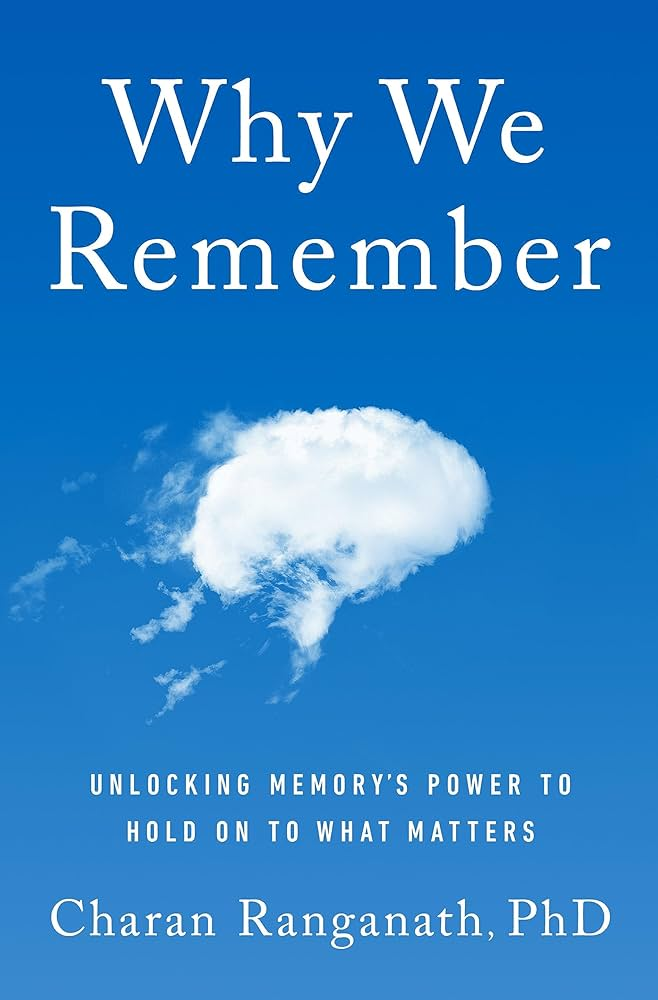 Why We
Remember
UNLOCKING MEMORY'S POWER TO
HOLD ON TO WHAT MATTERS
Charan Ranganath, PhD